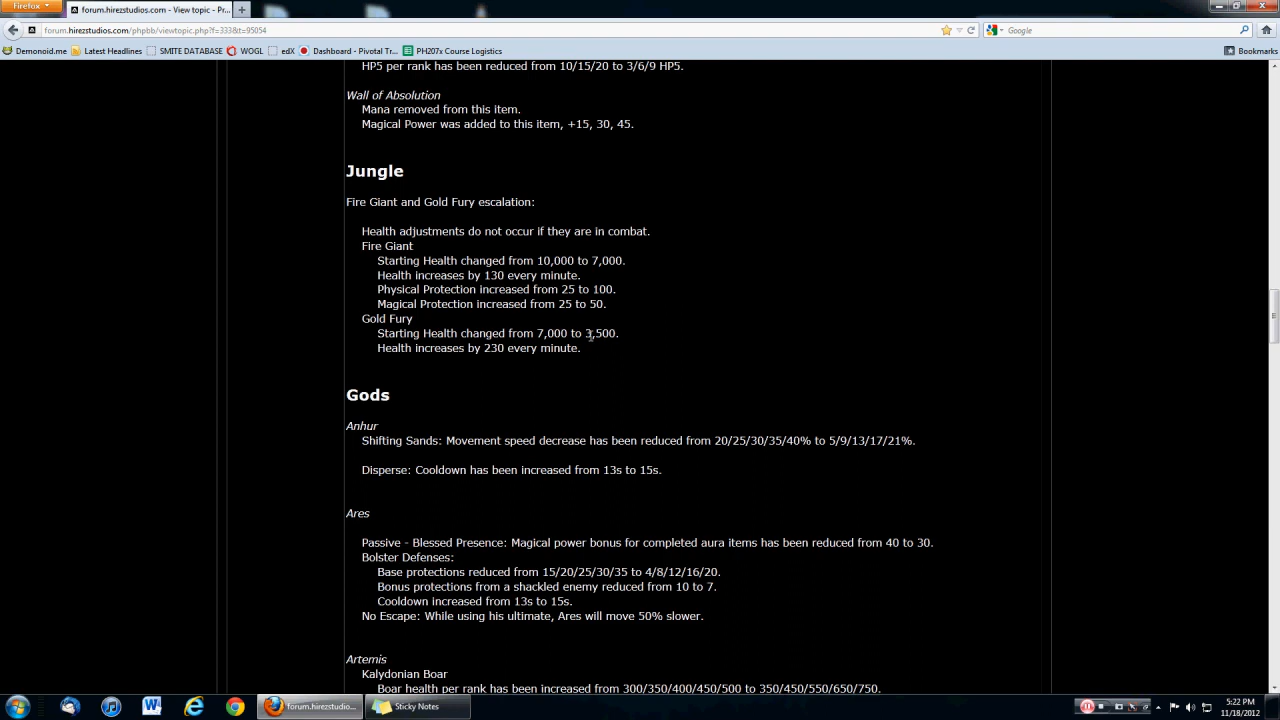 Firefox
forum.hirezstudios.com • View topic - Pr...
forum.hirezstudios.com/phpbb/viewtopic.php?f=333&t=95054
Google
Demonoid.me
Latest Headlines
SMITE DATABASE
WOGL
edX
Dashboard - Pivotal Tr...
PH207x Course Logistics
Bookmarks
HP5 per rank has been reduced from 10/15/20 to 3/6/9 HP5.
Wall of Absolution
Mana removed from this item.
Magical Power was added to this item, +15, 30, 45.
Jungle
Fire Giant and Gold Fury escalation:
Health adjustments do not occur if they are in combat.
Fire Giant
Starting Health changed from 10,000 to 7,000.
Health increases by 130 every minute.
Physical Protection increased from 25 to 100.
Magical Protection increased from 25 to 50.
Gold Fury
Starting Health changed from 7,000 to 3,500.
Health increases by 230 every minute.
Gods
Anhur
Shifting Sands: Movement speed decrease has been reduced from 20/25/30/35/40% to 5/9/13/17/21%.
Disperse: Cooldown has been increased from 13s to 15s.
Ares
Passive - Blessed Presence: Magical power bonus for completed aura items has been reduced from 40 to 30.
Bolster Defenses:
Base protections reduced from 15/20/25/30/35 to 4/8/12/16/20.
Bonus protections from a shackled enemy reduced from 10 to 7.
Cooldown increased from 13s to 15s.
No Escape: While using his ultimate, Ares will move 50% slower.
Artemis
Kalydonian Boar
Boar health per rank has been increased from 300/350/400/450/500 to 350/450/550/650/750.
forum.hirezstudios...
Sticky Notes
5:22 PM
11/18/2012